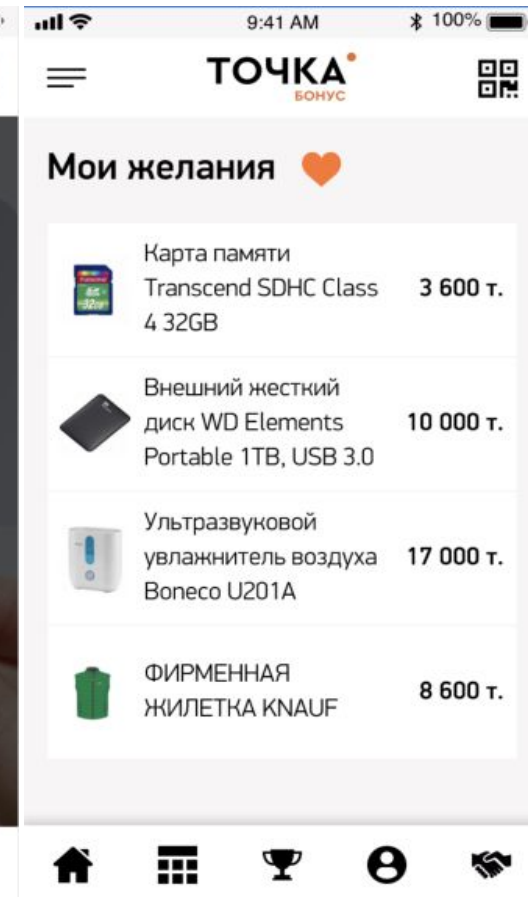 9:41 AM
100%
ТОЧКА
БОНУС
Мои желания
Карта памяти
Transcend SDHC Class
4 32GB
3 600 т.
Внешний жесткий
диск WD Elements
Portable 1TB, USB 3.0
10 000 т.
Ультразвуковой
увлажнитель воздуха
Boneco U201A
17 000 т.
ФИРМЕННАЯ
ЖИЛЕТКА KNAUF
8 600 т.